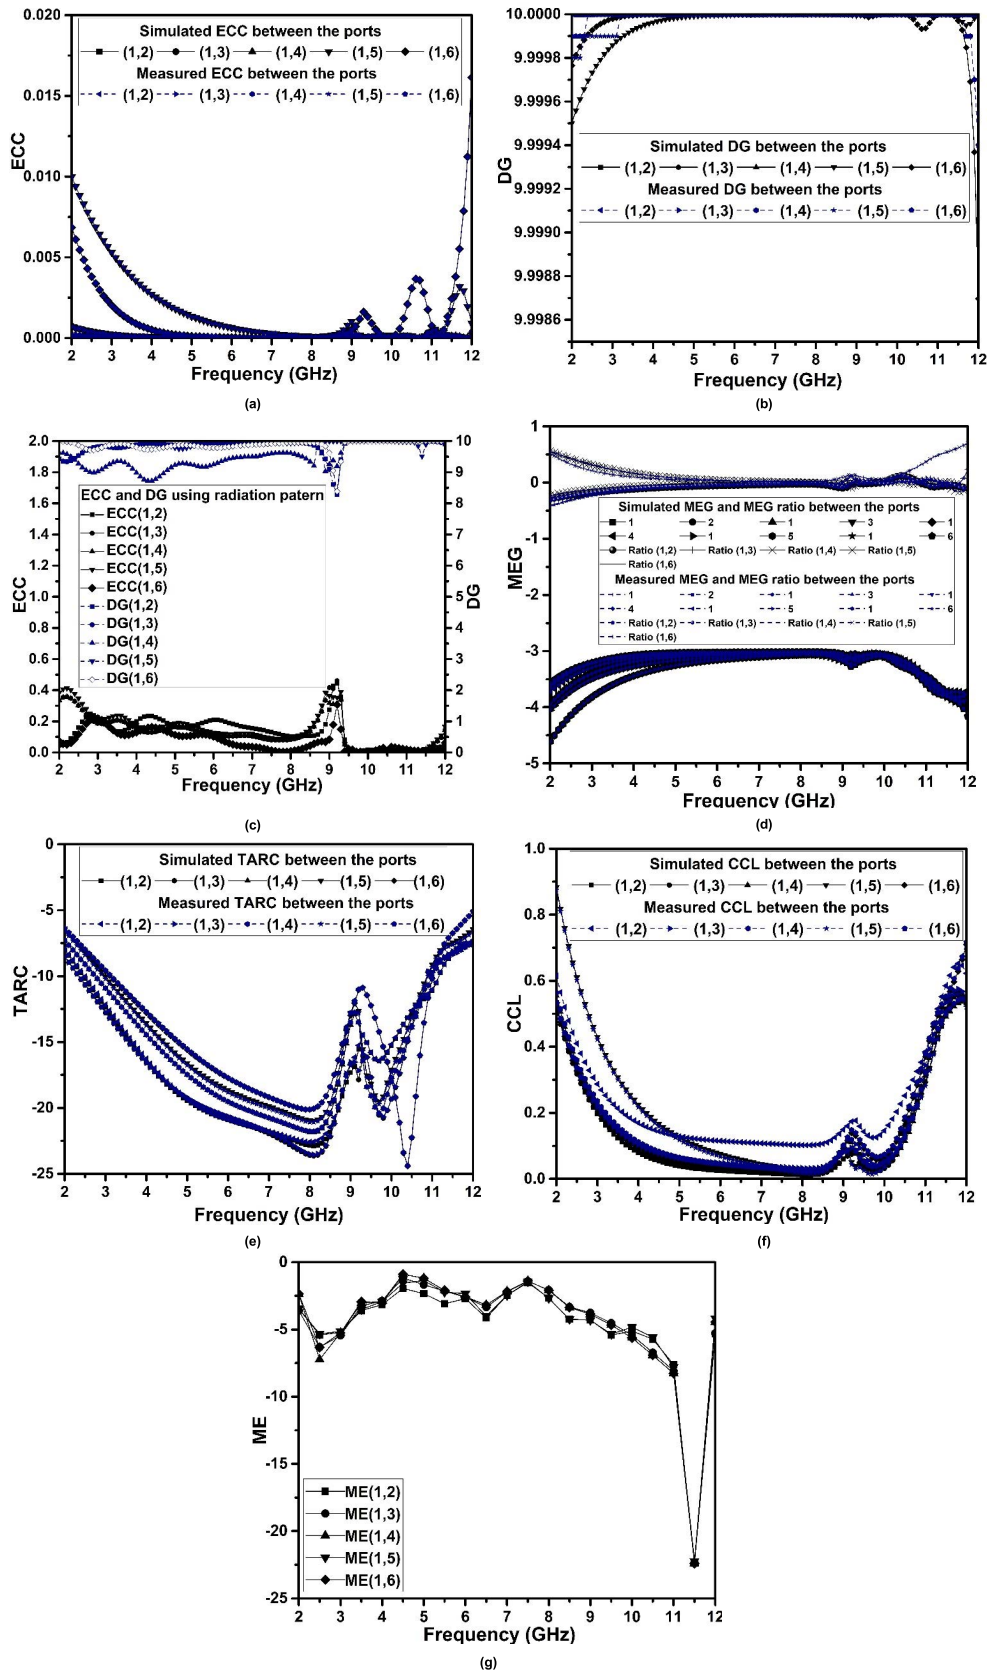 0.020
0.015
0.010
0.005
0.000
ECC
Simulated ECC between the ports
(1,2) (1,3) (1,4) (1,5) (1,6)
Measured ECC between the ports
(1,2) (1,3) (1,4) (1,5) (1,6)
2 3 4 5 6 7 8 9 10 11 12
Frequency (GHz)
(a)
10.0000
9.9998
9.9996
9.9994
9.9992
9.9990
9.9988
9.9986
DG
Simulated DG between the ports
(1,2) (1,3) (1,4) (1,5) (1,6)
Measured DG between the ports
(1,2) (1,3) (1,4) (1,5) (1,6)
2 3 4 5 6 7 8 9 10 11 12
Frequency (GHz)
(b)
2.0
1.8
1.6
1.4
1.2
1.0
0.8
0.6
0.4
0.2
0.0
ECC
ECC and DG using radiation patern
ECC(1,2)
ECC(1,3)
ECC(1,4)
ECC(1,5)
ECC(1,6)
DG(1,2)
DG(1,3)
DG(1,4)
DG(1,5)
DG(1,6)
10
9
8
7
6
5
4
3
2
1
0
DG
2 3 4 5 6 7 8 9 10 11 12
Frequency (GHz)
(c)
1
0
-1
-2
-3
-4
-5
MEG
Simulated MEG and MEG ratio between the ports
1 2 1 3 1
4 1 5 1 6
Ratio (1,2) Ratio (1,3) Ratio (1,4) Ratio (1,5)
Ratio (1,6)
Measured MEG and MEG ratio between the ports
1 2 1 3 1
4 1 5 1 6
Ratio (1,2) Ratio (1,3) Ratio (1,4) Ratio (1,5)
Ratio (1,6)
2 3 4 5 6 7 8 9 10 11 12
Frequency (GHz)
(d)
0
-5
-10
-15
-20
-25
TARC
Simulated TARC between the ports
(1,2) (1,3) (1,4) (1,5) (1,6)
Measured TARC between the ports
(1,2) (1,3) (1,4) (1,5) (1,6)
2 3 4 5 6 7 8 9 10 11 12
Frequency (GHz)
(e)
1.0
0.8
0.6
0.4
0.2
0.0
CCL
Simulated CCL between the ports
(1,2) (1,3) (1,4) (1,5) (1,6)
Measured CCL between the ports
(1,2) (1,3) (1,4) (1,5) (1,6)
2 3 4 5 6 7 8 9 10 11 12
Frequency (GHz)
(f)
0
-5
-10
-15
-20
-25
ME
ME(1,2)
ME(1,3)
ME(1,4)
ME(1,5)
ME(1,6)
2 3 4 5 6 7 8 9 10 11 12
Frequency (GHz)
(g)